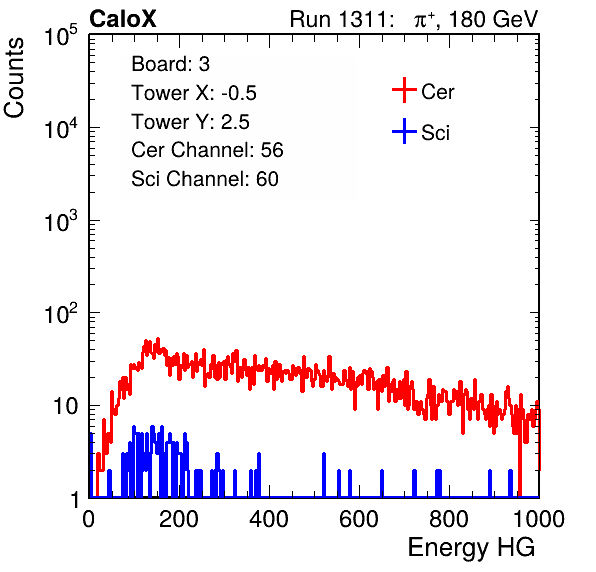 CaloX Run 1311: π⁺, 180 GeV
Counts
Board: 3
Tower X: -0.5
Tower Y: 2.5
Cer Channel: 56
Sci Channel: 60
Cer
Sci
10⁵
10⁴
10³
10²
10
1
0 200 400 600 800 1000
Energy HG